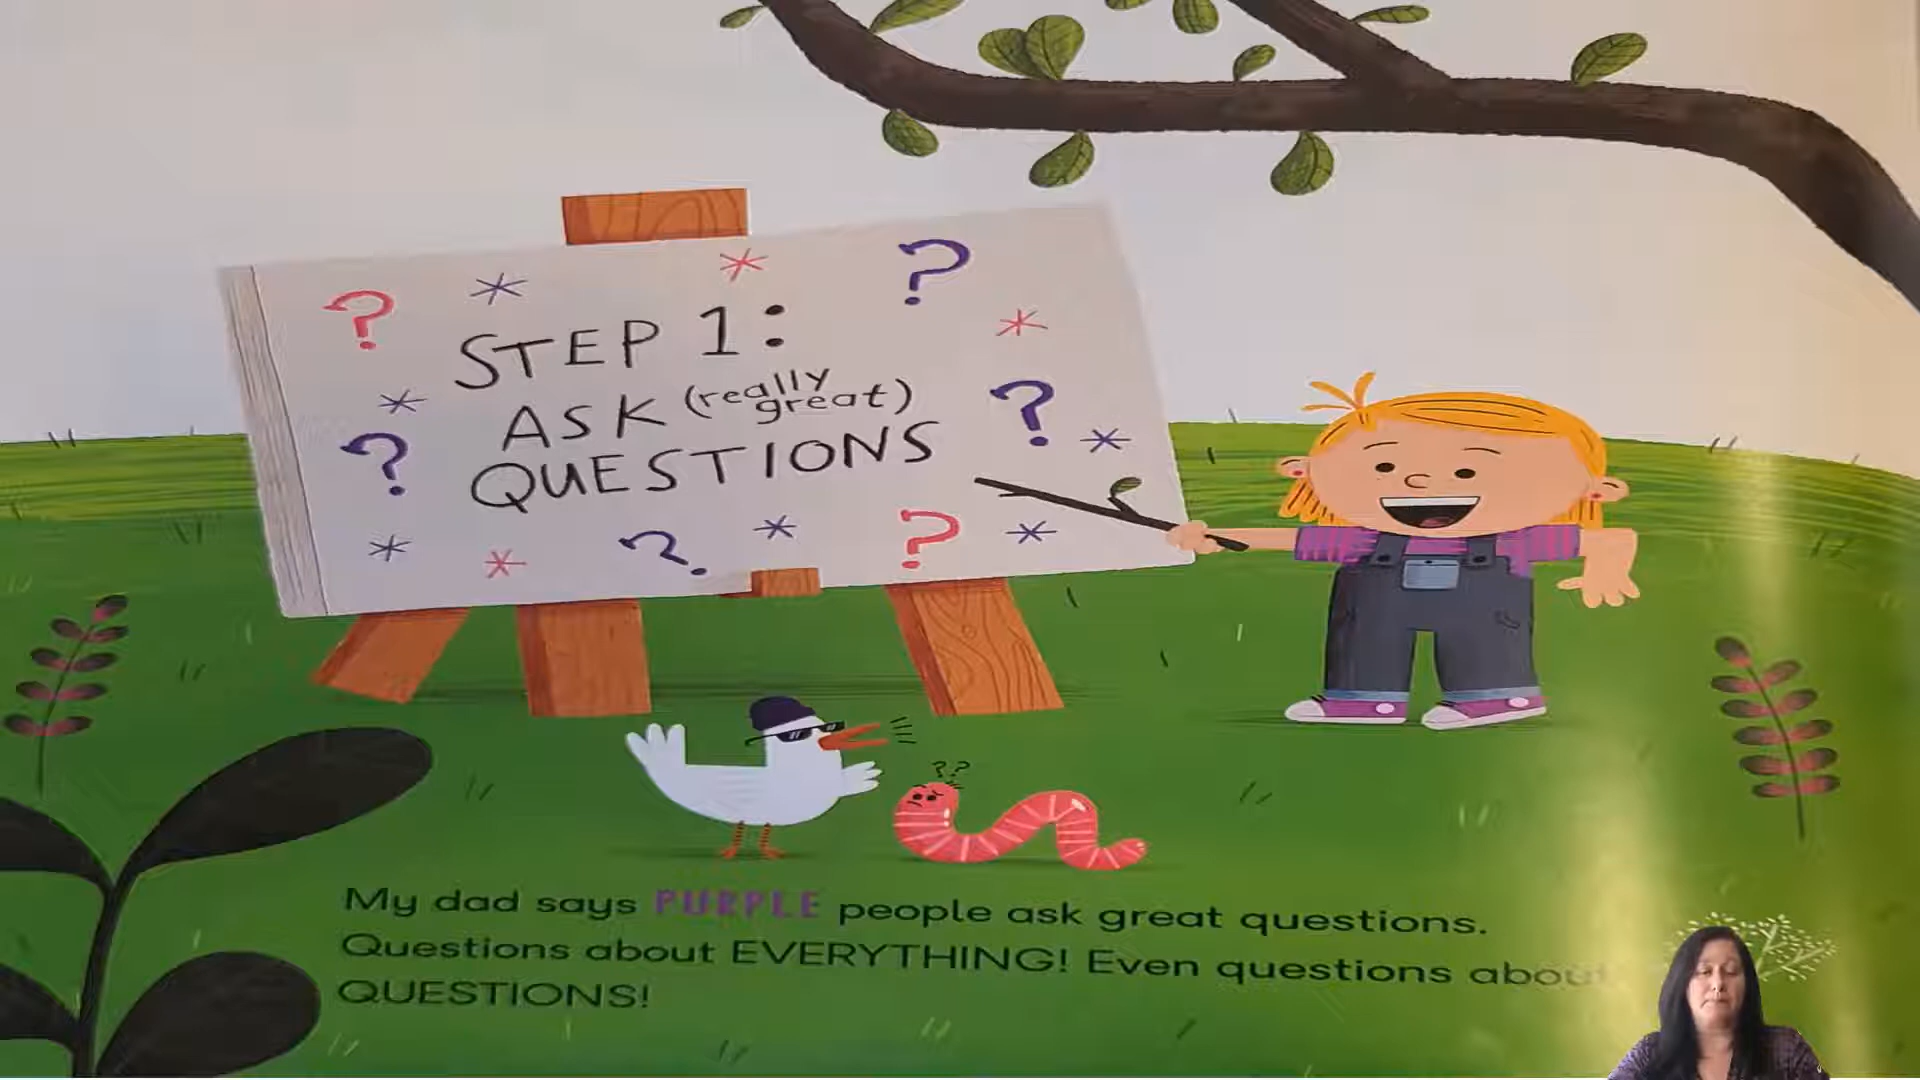 STEP 1:
ASK (really great)
QUESTIONS
My dad says PURPLE people ask great questions.
Questions about EVERYTHING! Even questions about
QUESTIONS!